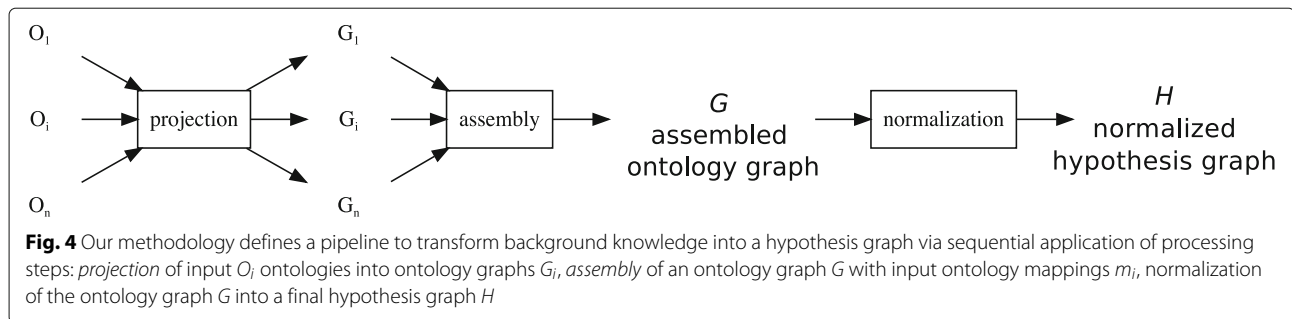 O1
G1
Oi
projection
Gi
assembly
G
assembled
ontology graph
normalization
H
normalized
hypothesis graph
On
Gn
Fig. 4 Our methodology defines a pipeline to transform background knowledge into a hypothesis graph via sequential application of processing
steps: projection of input Oi ontologies into ontology graphs Gi, assembly of an ontology graph G with input ontology mappings mi, normalization
of the ontology graph G into a final hypothesis graph H